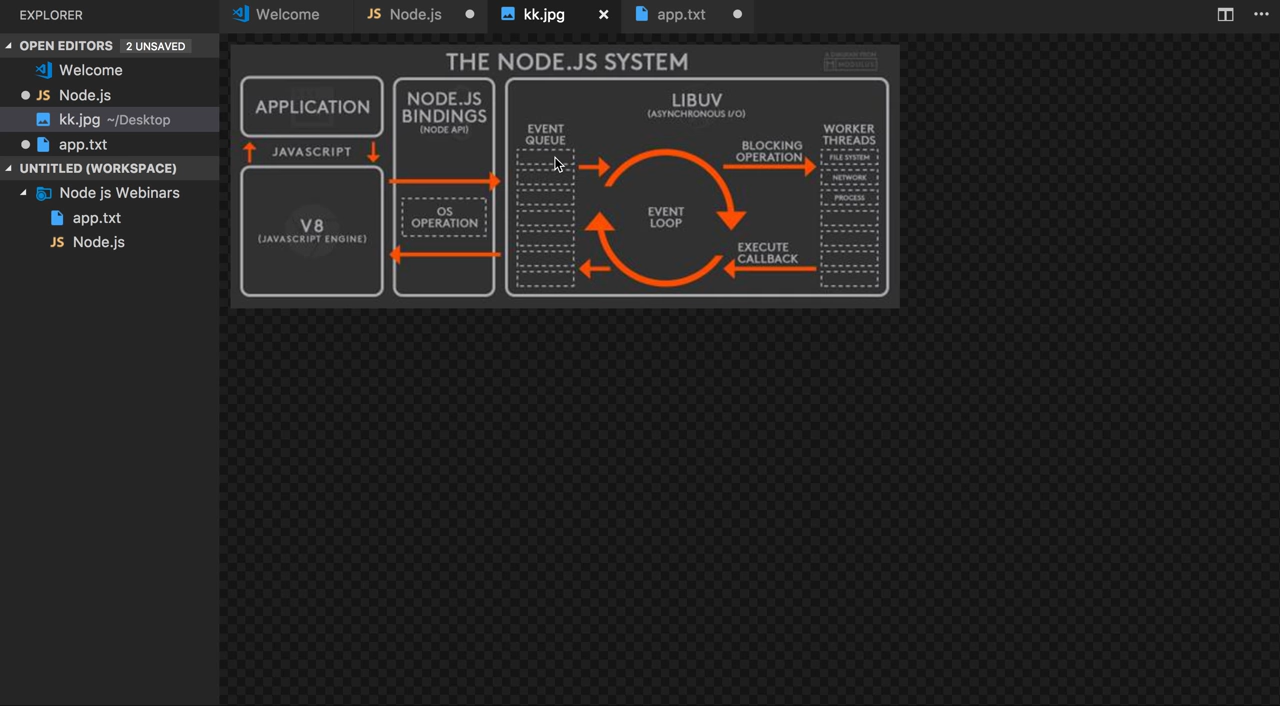 EXPLORER
Welcome
Node.js
kk.jpg
app.txt
OPEN EDITORS 2 UNSAVED
Welcome
Node.js
kk.jpg ~/Desktop
app.txt
UNTITLED (WORKSPACE)
Node js Webinars
app.txt
Node.js
THE NODE.JS SYSTEM
A DIAGRAM FROM
MODULUS
APPLICATION
JAVASCRIPT
V8
(JAVASCRIPT ENGINE)
NODE.JS
BINDINGS
(NODE API)
OS
OPERATION
LIBUV
(ASYNCHRONOUS I/O)
EVENT
QUEUE
EVENT
LOOP
BLOCKING
OPERATION
EXECUTE
CALLBACK
WORKER
THREADS
FILE SYSTEM
NETWORK
PROCESS